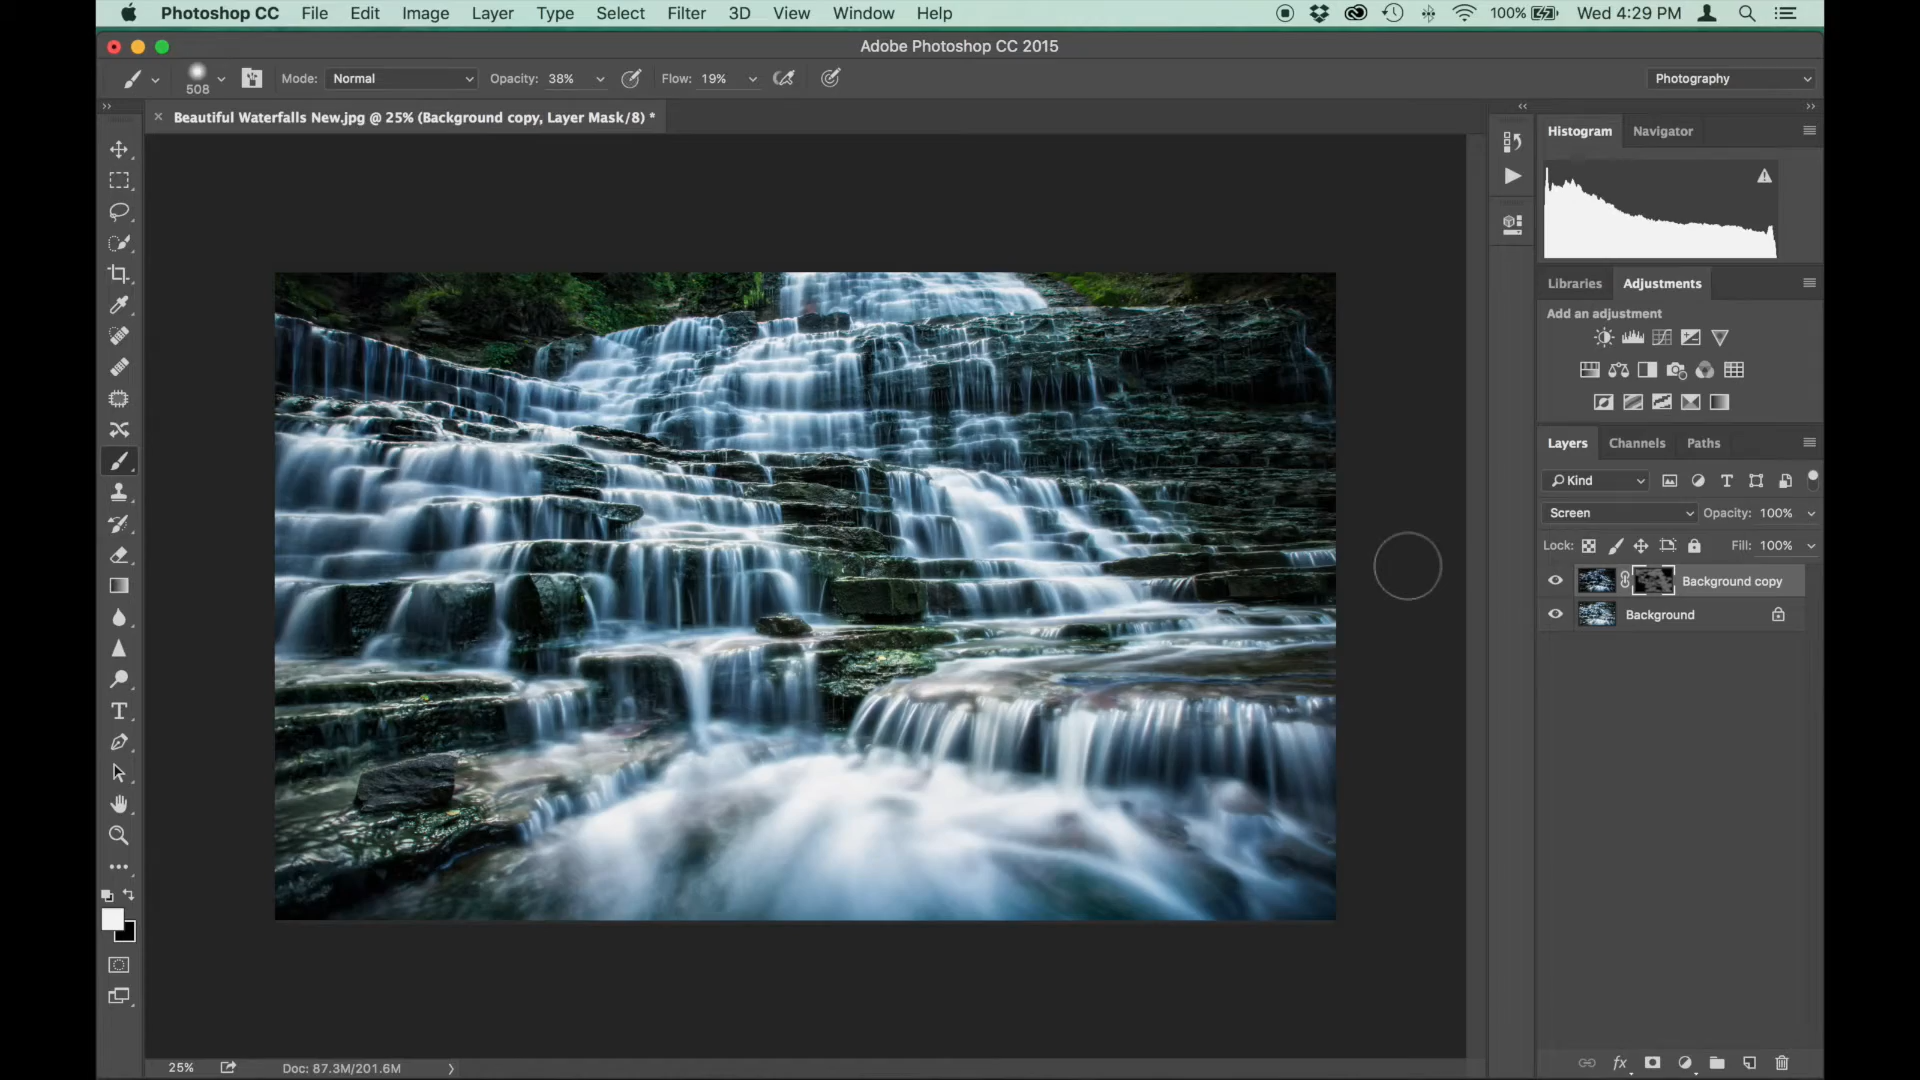 Photoshop CC File Edit Image Layer Type Select Filter 3D View Window Help 100% Wed 4:29 PM
Adobe Photoshop CC 2015
508 Mode: Normal Opacity: 38% Flow: 19% Photography
Beautiful Waterfalls New.jpg @ 25% (Background copy, Layer Mask/8) *
Histogram Navigator
Libraries Adjustments
Add an adjustment
Layers Channels Paths
Kind
Screen Opacity: 100%
Lock: Fill: 100%
Background copy
Background
25% Doc: 87.3M/201.6M